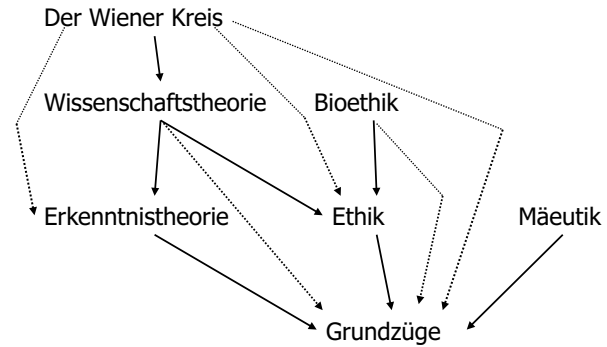 Der Wiener Kreis
Wissenschaftstheorie Bioethik
Erkenntnistheorie Ethik Mäeutik
Grundzüge